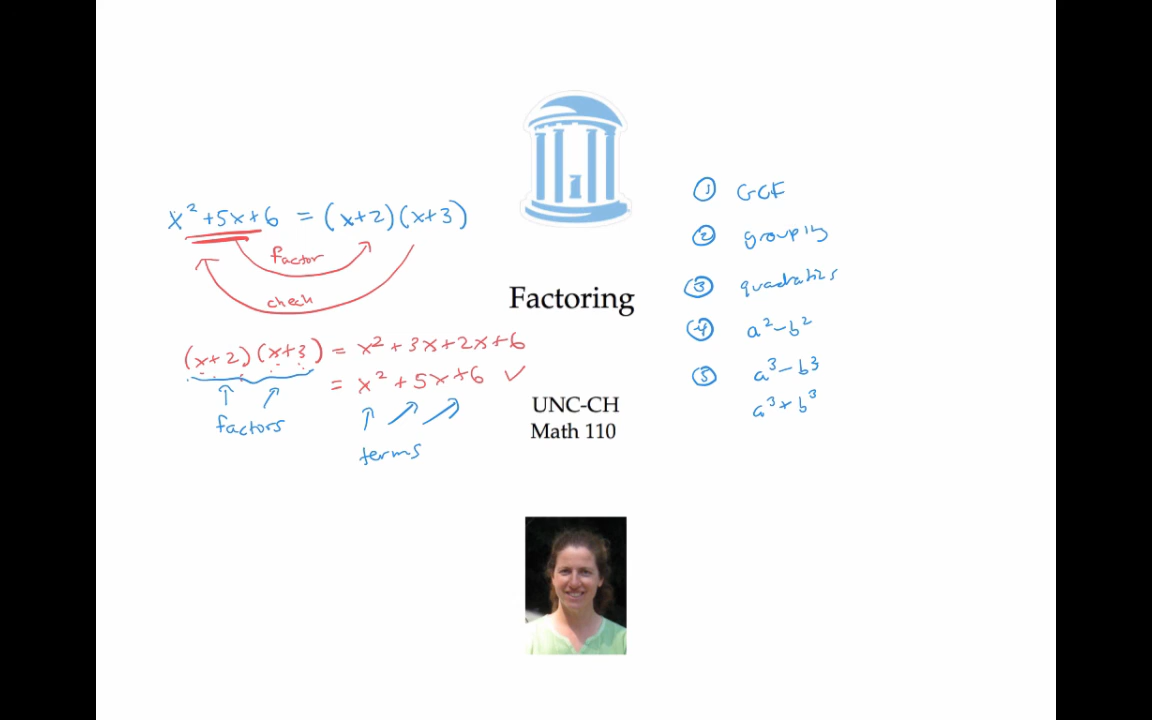 x² + 5x + 6 = (x+2)(x+3)
factor
check
(x+2)(x+3) = x² + 3x + 2x + 6
= x² + 5x + 6 ✓
factors
terms
Factoring
UNC-CH
Math 110
① GCF
② grouping
③ quadratics
④ a² - b²
⑤ a³ - b³
a³ + b³